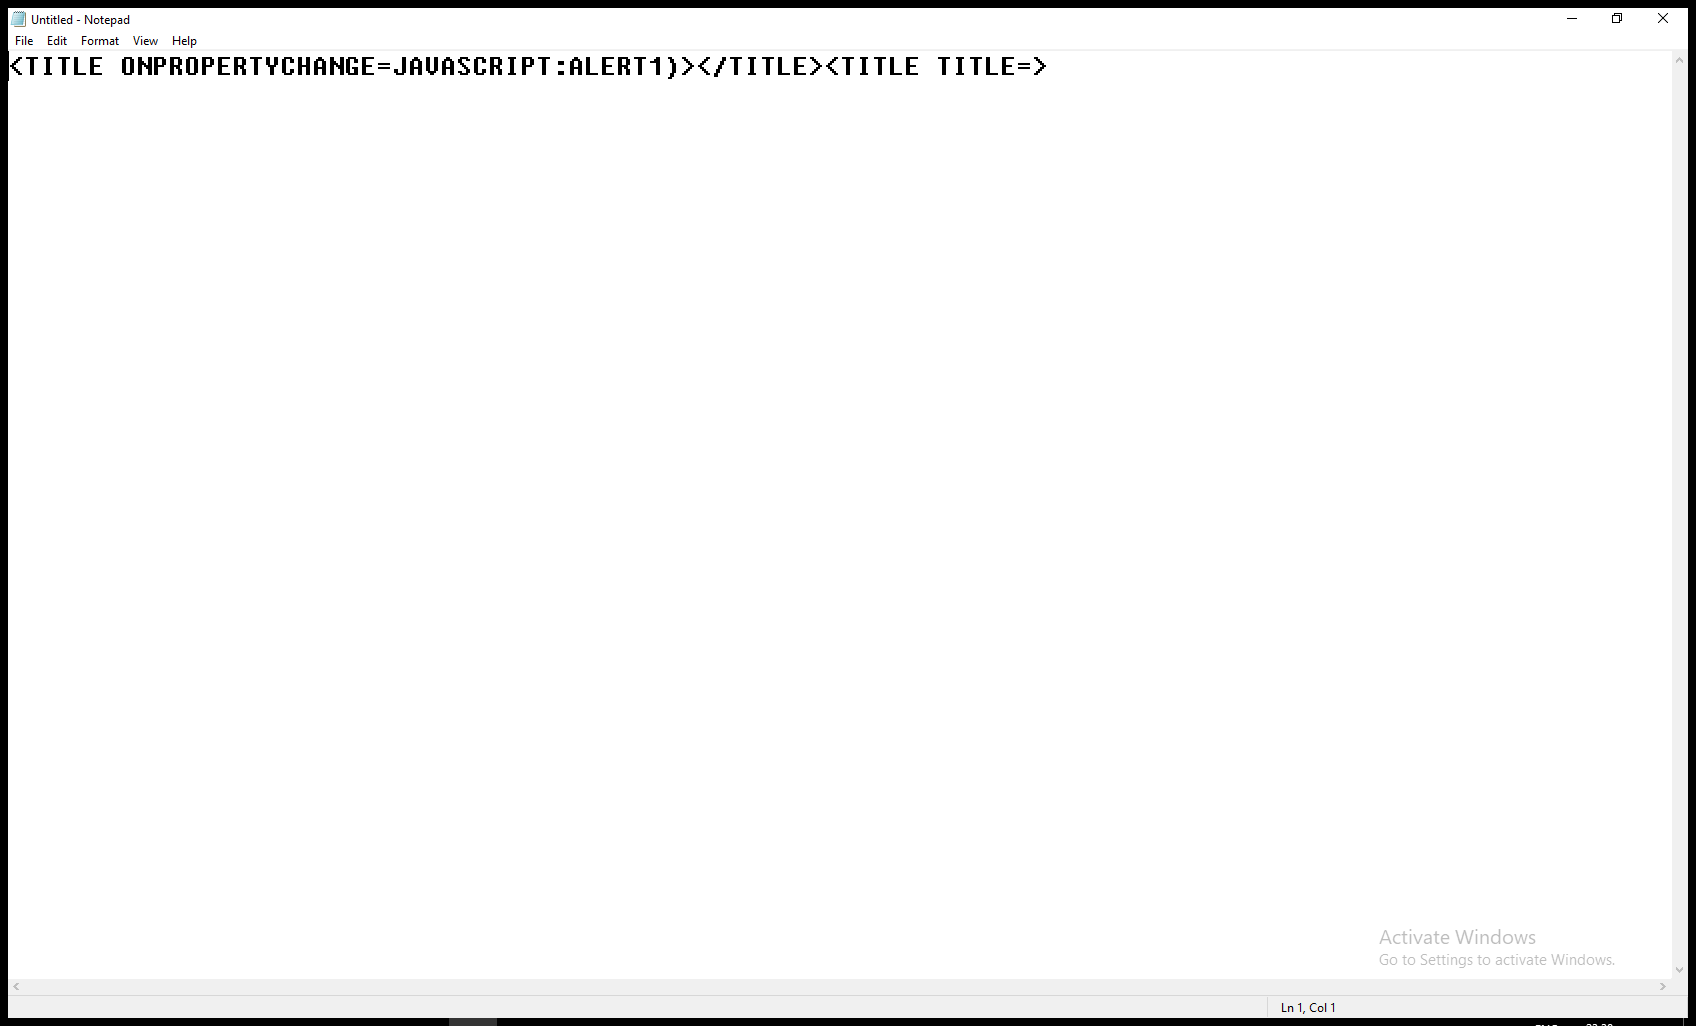 Untitled - Notepad
File Edit Format View Help
<TITLE ONPROPERTYCHANGE=JAVASCRIPT:ALERT1)></TITLE><TITLE TITLE=>
Activate Windows
Go to Settings to activate Windows.
Ln 1, Col 1